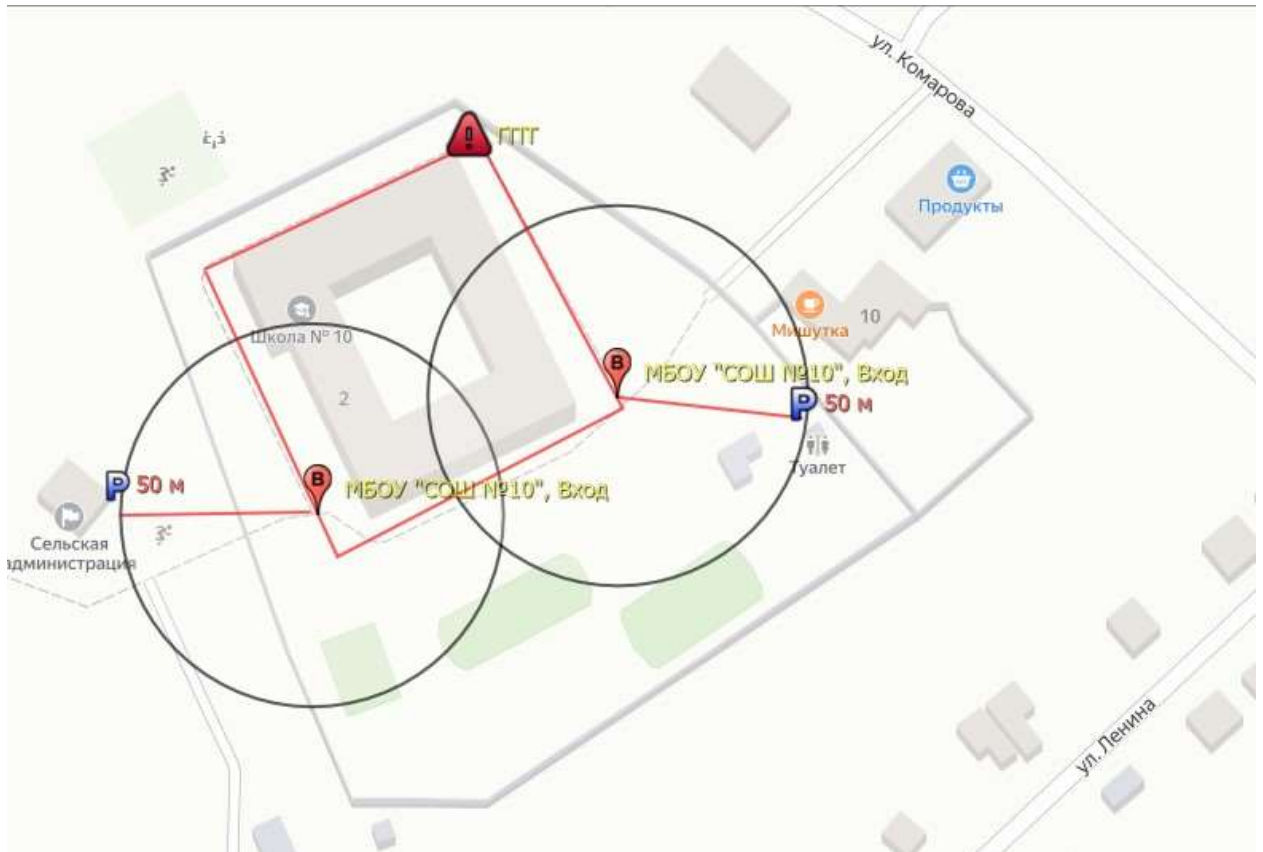 ул. Комарова
ГПТ
Продукты
Школа № 10
Мишутка
10
2
МБОУ "СОШ №10", Вход
В
Р 50 м
Туалет
В
МБОУ "СОШ №10", Вход
Р 50 м
Сельская
администрация
ул. Ленина